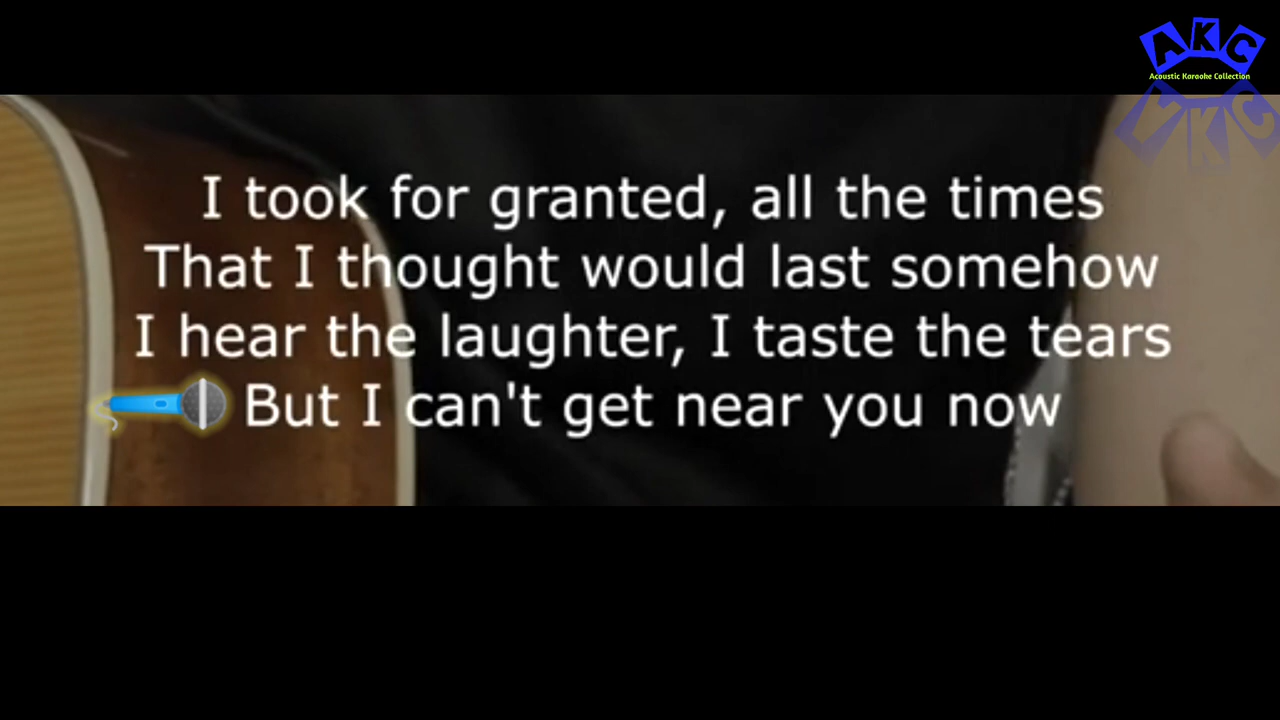 AKC
Acoustic Karaoke Collection
I took for granted, all the times
That I thought would last somehow
I hear the laughter, I taste the tears
But I can't get near you now